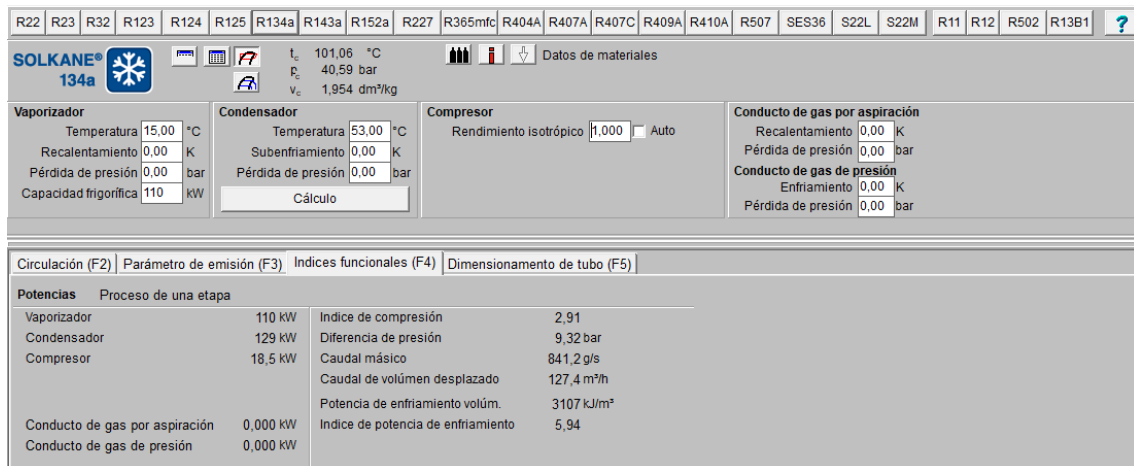 R22 R23 R32 R123 R124 R125 R134a R143a R152a R227 R365mfc R404A R407A R407C R409A R410A R507 SES36 S22L S22M R11 R12 R502 R13B1 ?
SOLKANE®
134a
tc 101,06 °C
pc 40,59 bar
vc 1,954 dm³/kg
Datos de materiales
Vaporizador
Temperatura 15,00 °C
Recalentamiento 0,00 K
Pérdida de presión 0,00 bar
Capacidad frigorífica 110 kW
Condensador
Temperatura 53,00 °C
Subenfriamiento 0,00 K
Pérdida de presión 0,00 bar
Cálculo
Compresor
Rendimiento isotrópico 1,000 Auto
Conducto de gas por aspiración
Recalentamiento 0,00 K
Pérdida de presión 0,00 bar
Conducto de gas de presión
Enfriamiento 0,00 K
Pérdida de presión 0,00 bar
Circulación (F2) Parámetro de emisión (F3) Indices funcionales (F4) Dimensionamento de tubo (F5)
Potencias Proceso de una etapa
Vaporizador 110 kW
Condensador 129 kW
Compresor 18,5 kW
Conducto de gas por aspiración 0,000 kW
Conducto de gas de presión 0,000 kW
Indice de compresión 2,91
Diferencia de presión 9,32 bar
Caudal másico 841,2 g/s
Caudal de volúmen desplazado 127,4 m³/h
Potencia de enfriamiento volúm. 3107 kJ/m³
Indice de potencia de enfriamiento 5,94